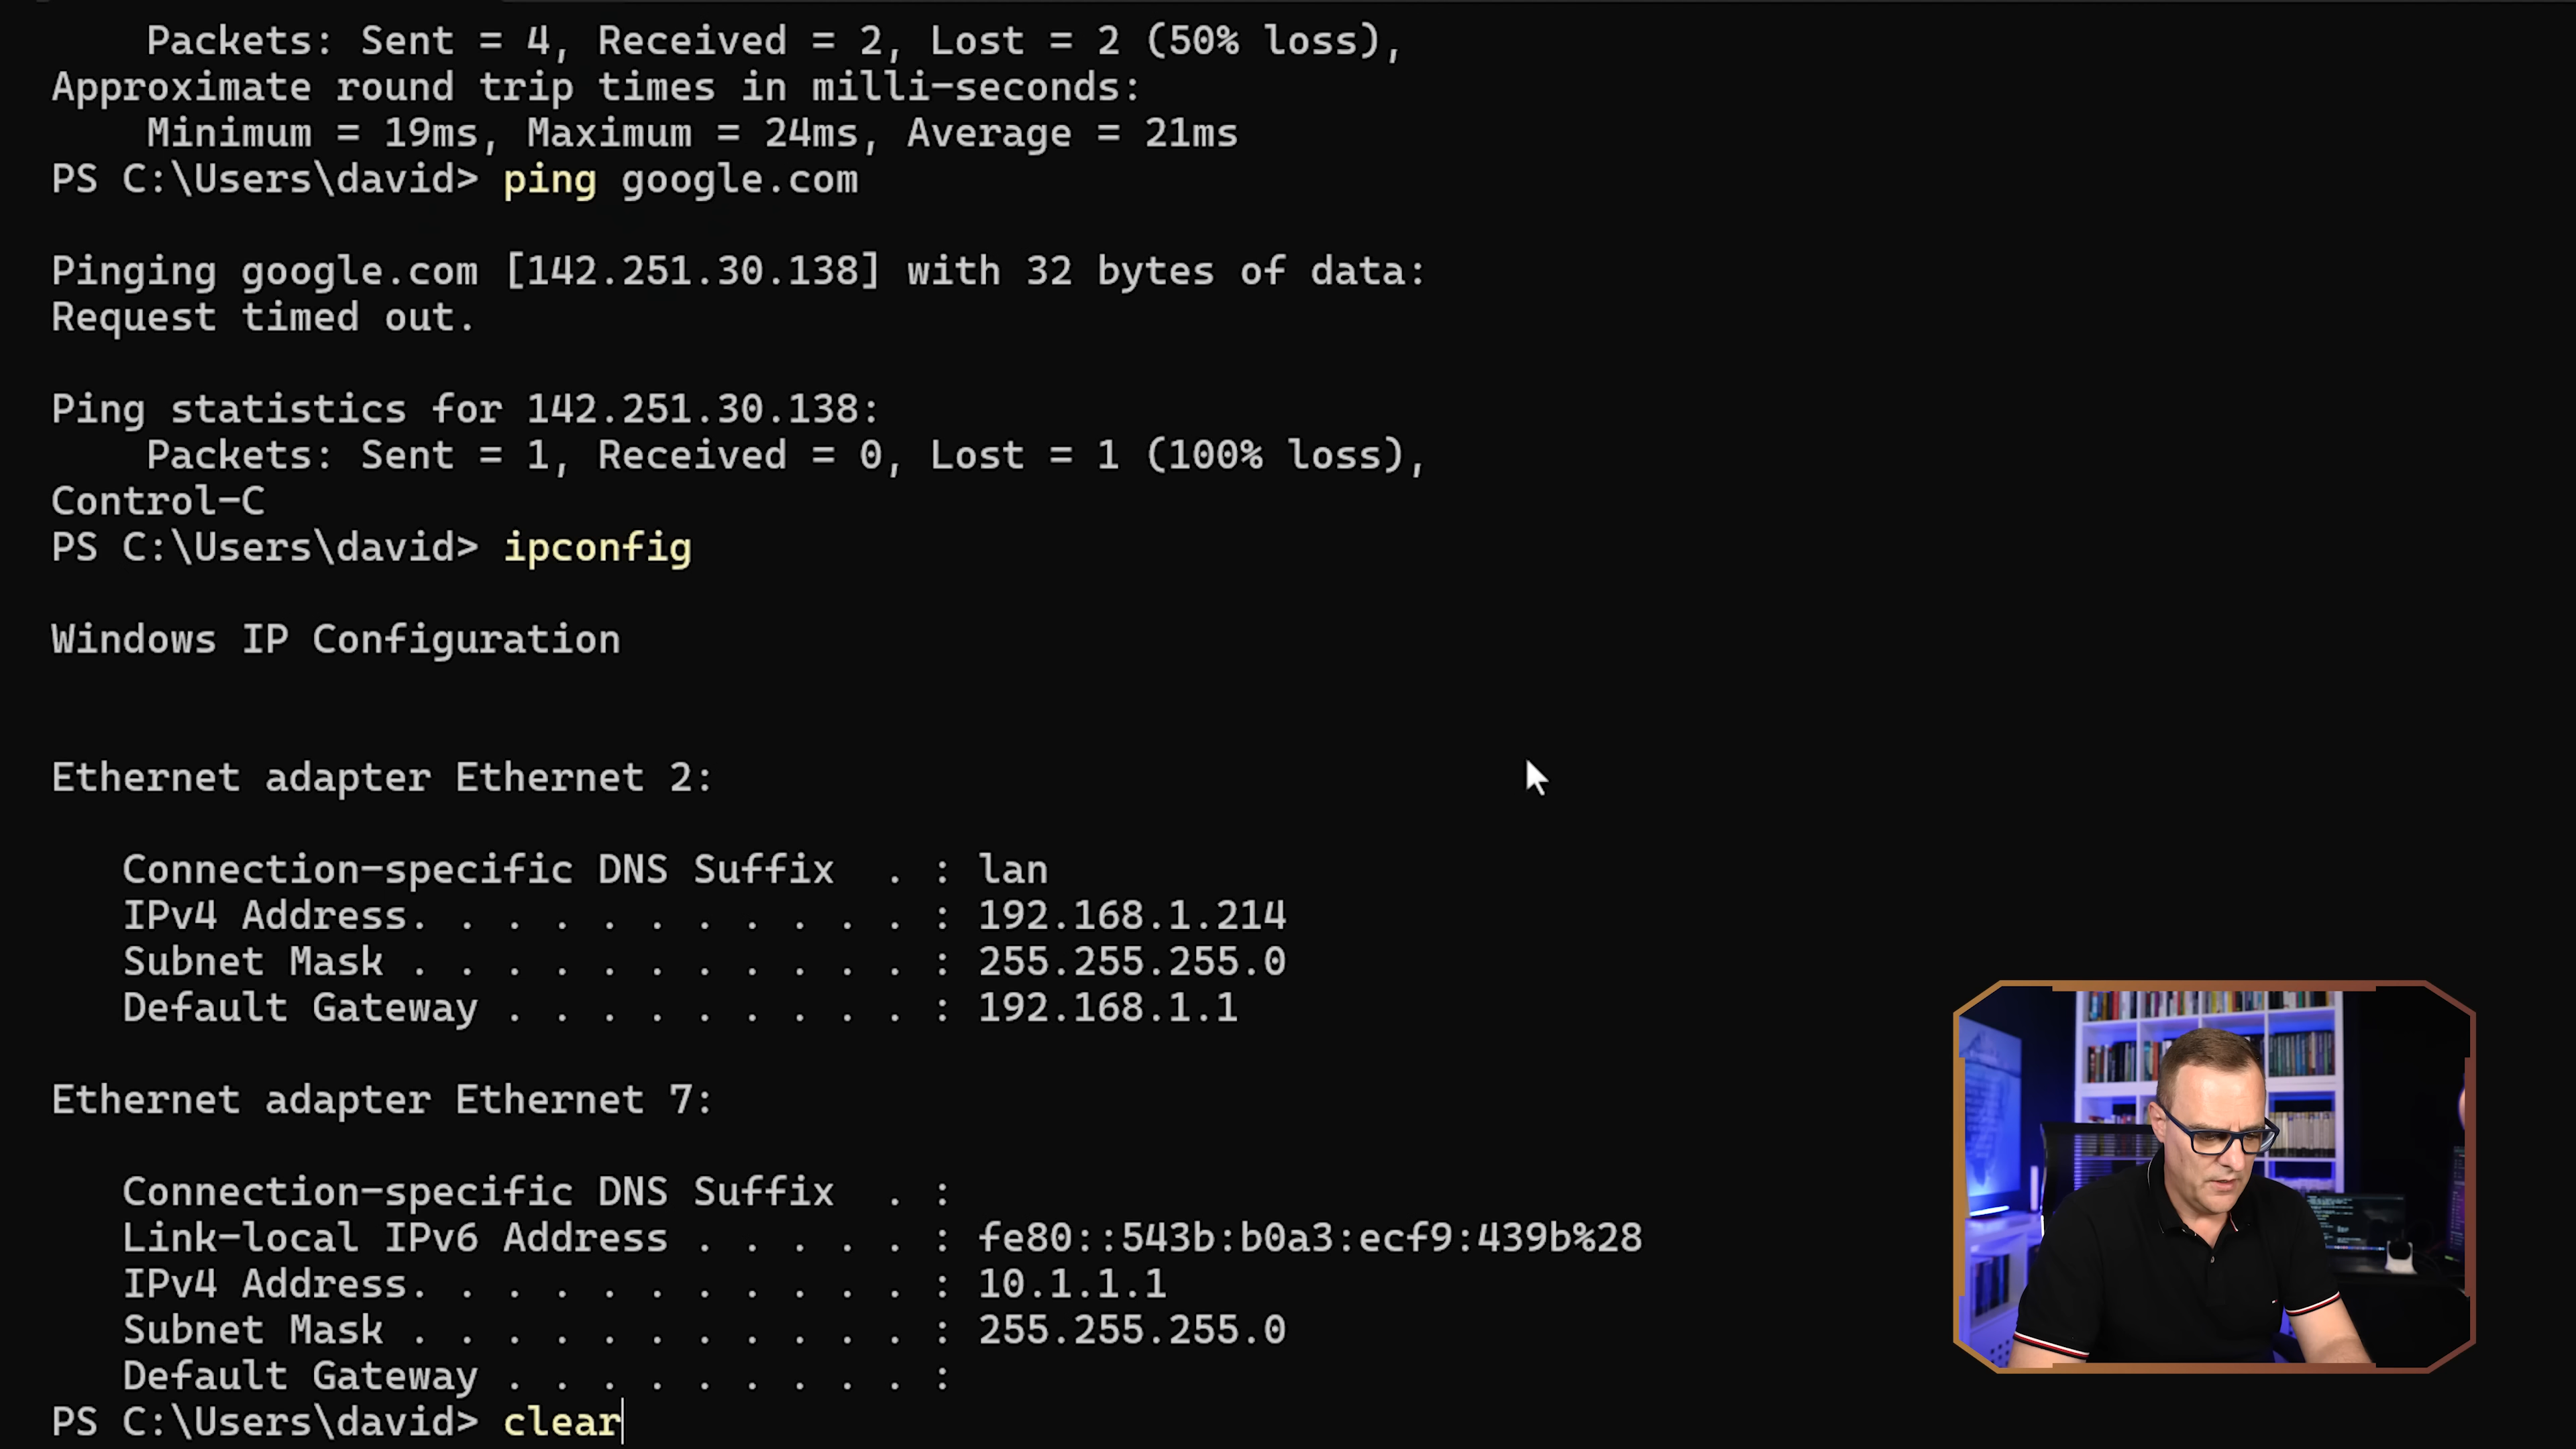 Packets: Sent = 4, Received = 2, Lost = 2 (50% loss),
Approximate round trip times in milli-seconds:
Minimum = 19ms, Maximum = 24ms, Average = 21ms
PS C:\Users\david> ping google.com
Pinging google.com [142.251.30.138] with 32 bytes of data:
Request timed out.
Ping statistics for 142.251.30.138:
Packets: Sent = 1, Received = 0, Lost = 1 (100% loss),
Control-C
PS C:\Users\david> ipconfig
Windows IP Configuration
Ethernet adapter Ethernet 2:
Connection-specific DNS Suffix  . : lan
IPv4 Address. . . . . . . . . . . : 192.168.1.214
Subnet Mask . . . . . . . . . . . : 255.255.255.0
Default Gateway . . . . . . . . . : 192.168.1.1
Ethernet adapter Ethernet 7:
Connection-specific DNS Suffix  . :
Link-local IPv6 Address . . . . . : fe80::543b:b0a3:ecf9:439b%28
IPv4 Address. . . . . . . . . . . : 10.1.1.1
Subnet Mask . . . . . . . . . . . : 255.255.255.0
Default Gateway . . . . . . . . . :
PS C:\Users\david> clear